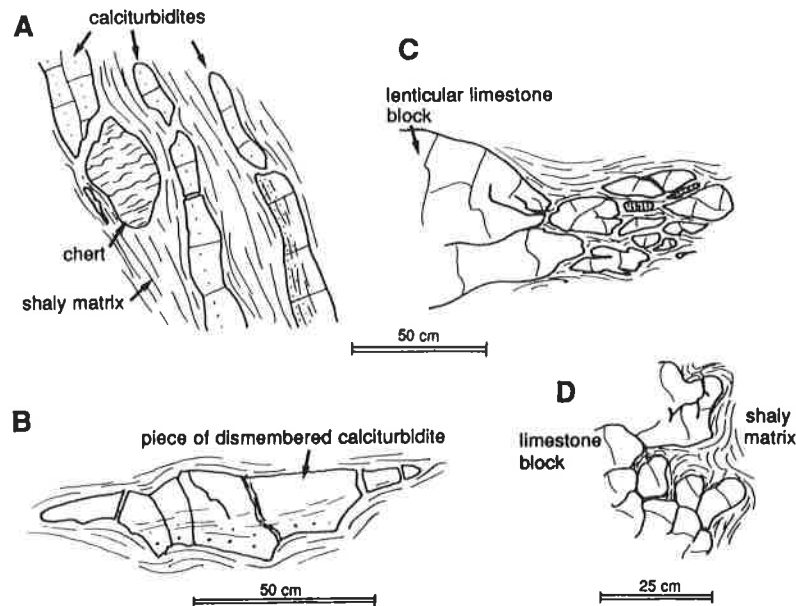 A
calciturbidites
chert
shaly matrix
C
lenticular limestone
block
50 cm
B
piece of dismembered calciturbidite
50 cm
D
limestone
block
shaly
matrix
25 cm